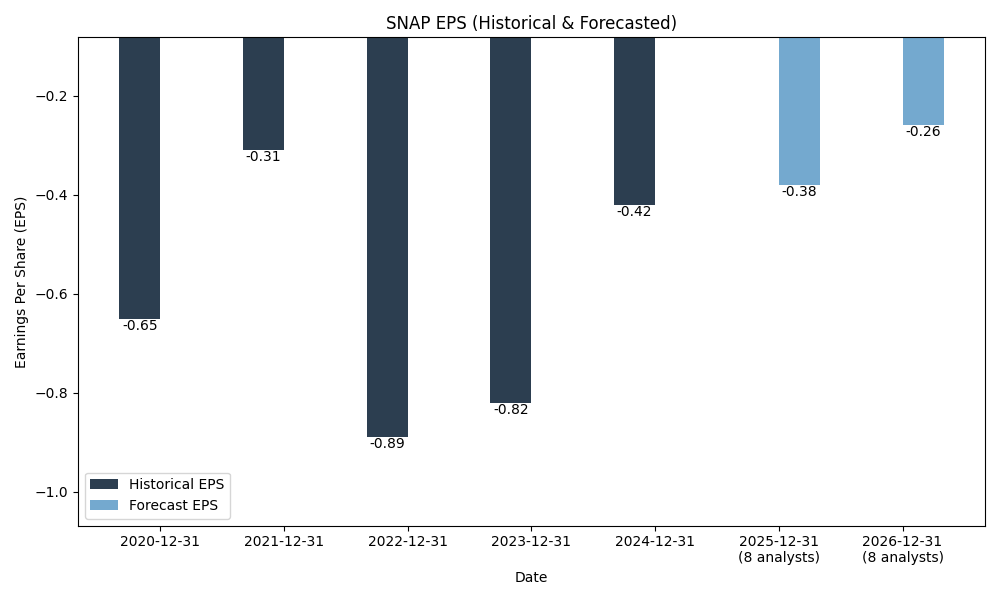 SNAP EPS (Historical & Forecasted)
Earnings Per Share (EPS)
−0.2
−0.4
−0.6
−0.8
−1.0
-0.65
-0.31
-0.89
-0.82
-0.42
-0.38
-0.26
Historical EPS
Forecast EPS
2020-12-31
2021-12-31
2022-12-31
2023-12-31
2024-12-31
2025-12-31
(8 analysts)
2026-12-31
(8 analysts)
Date